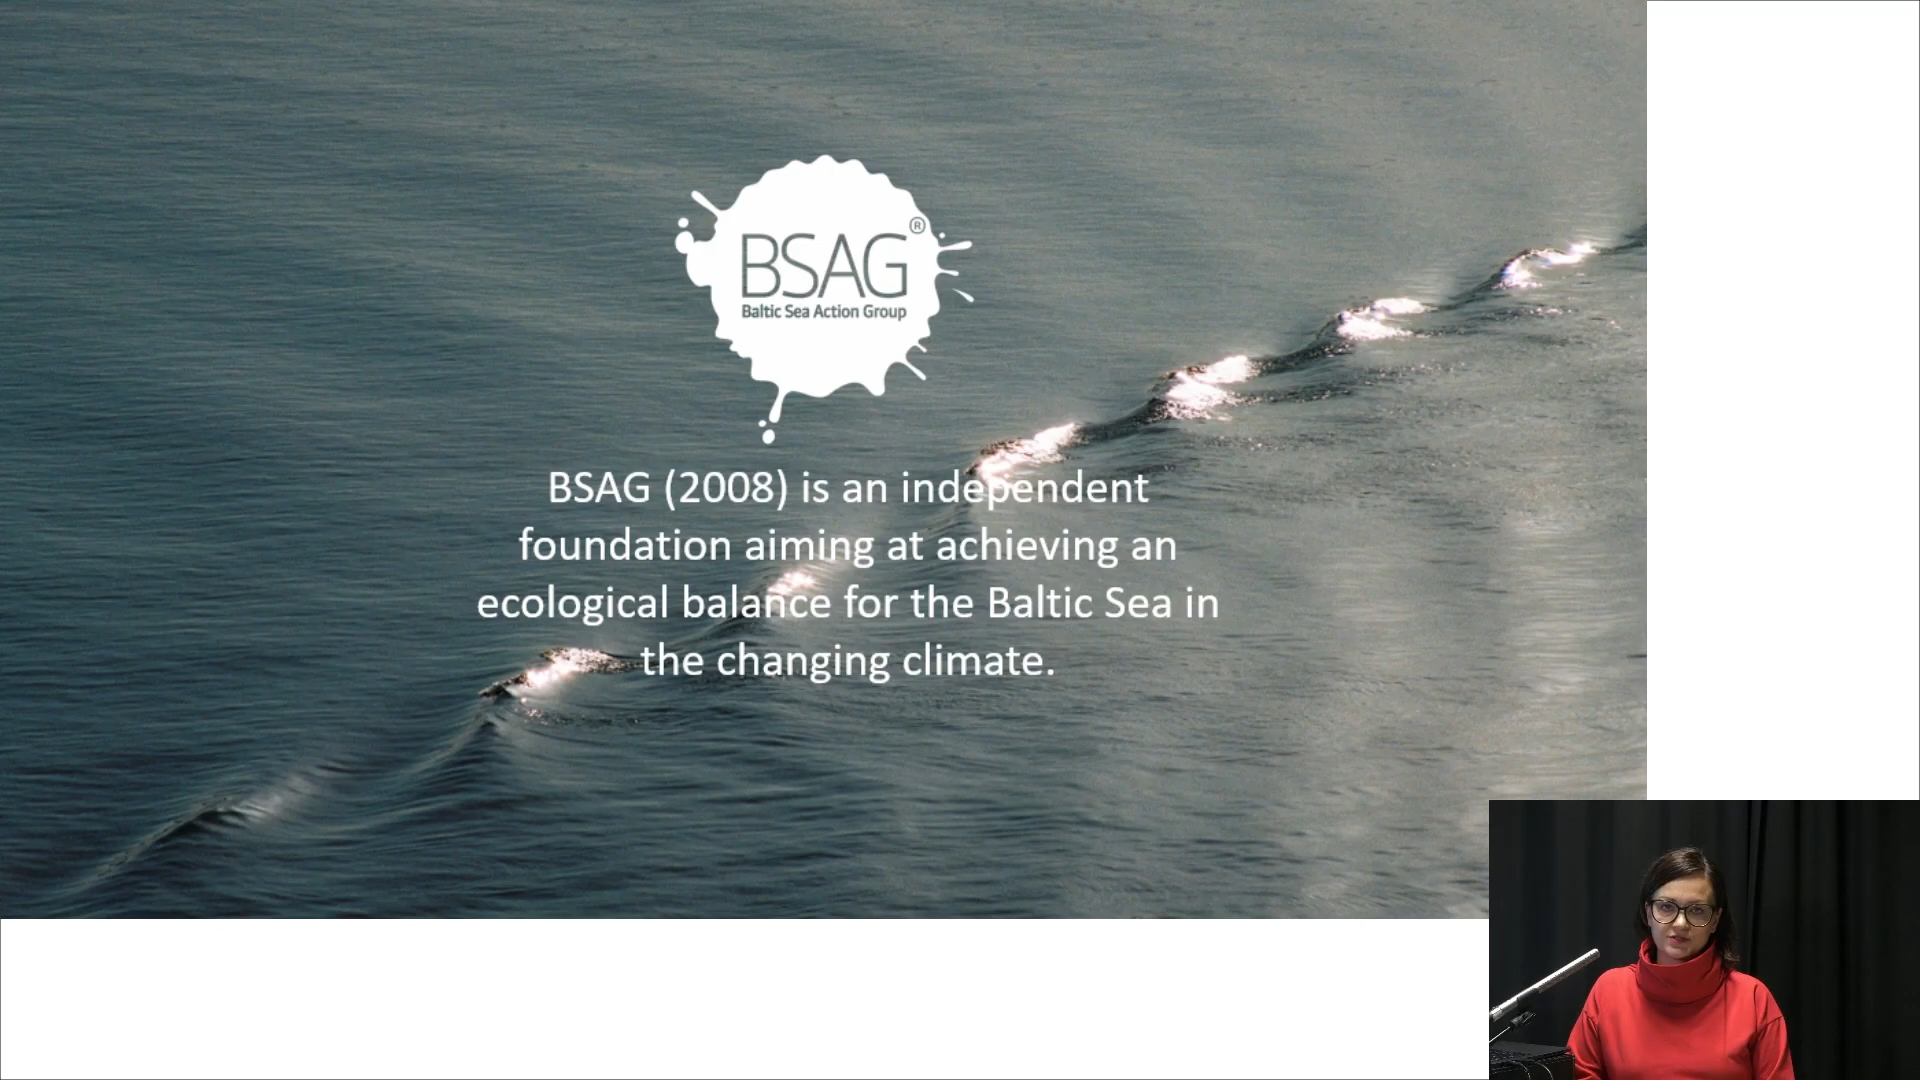 BSAG®
Baltic Sea Action Group
BSAG (2008) is an independent
foundation aiming at achieving an
ecological balance for the Baltic Sea in
the changing climate.